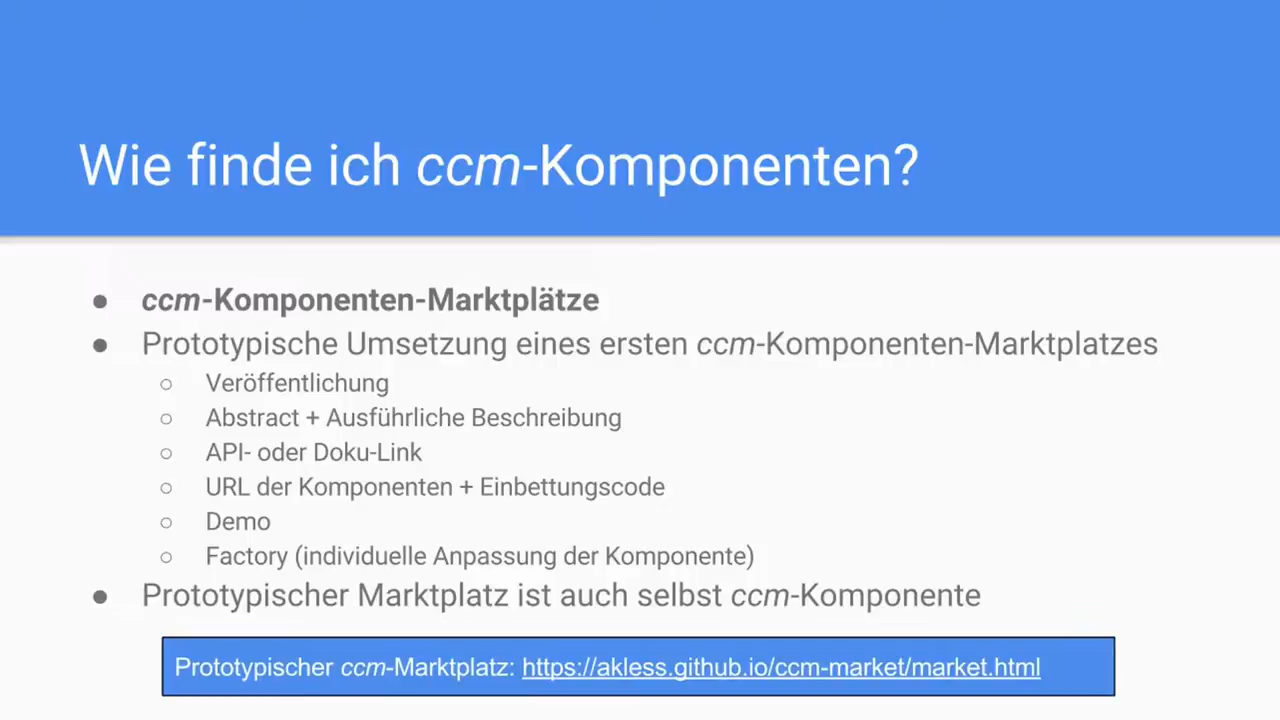 Wie finde ich ccm-Komponenten?
● ccm-Komponenten-Marktplätze
● Prototypische Umsetzung eines ersten ccm-Komponenten-Marktplatzes
○ Veröffentlichung
○ Abstract + Ausführliche Beschreibung
○ API- oder Doku-Link
○ URL der Komponenten + Einbettungscode
○ Demo
○ Factory (individuelle Anpassung der Komponente)
● Prototypischer Marktplatz ist auch selbst ccm-Komponente
Prototypischer ccm-Marktplatz: https://akless.github.io/ccm-market/market.html